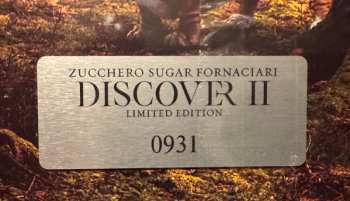 ZUCCHERO SUGAR FORNACIARI
DISCOVER II
LIMITED EDITION
0931